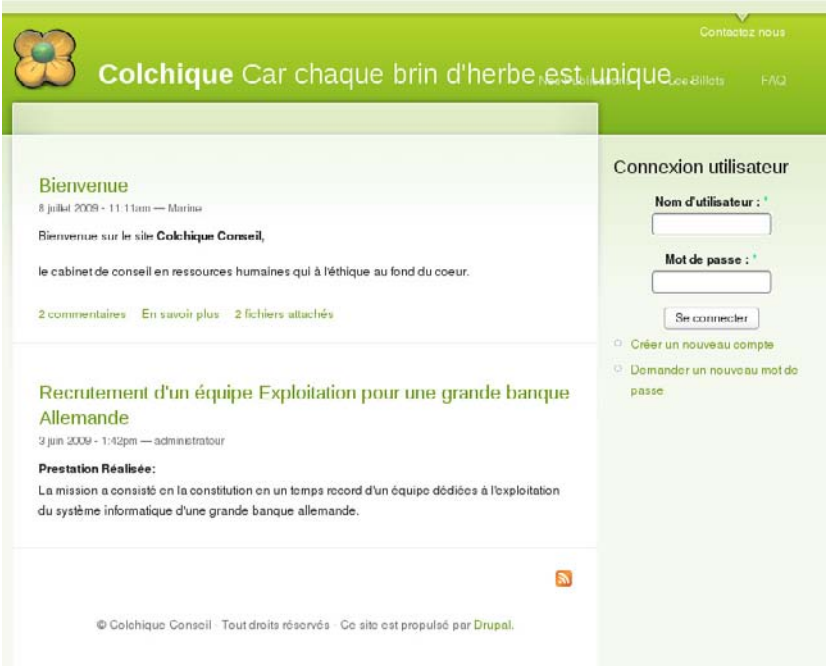 Contactez nous
Colchique Car chaque brin d'herbe est unique
Nos Publications Les Billets FAQ
Bienvenue
8 juillet 2009 - 11:11am — Marine
Bienvenue sur le site Colchique Conseil,
le cabinet de conseil en ressources humaines qui à l'éthique au fond du coeur.
2 commentaires En savoir plus 2 fichiers attachés
Recrutement d'un équipe Exploitation pour une grande banque
Allemande
3 juin 2009 - 1:42pm — administrateur
Prestation Réalisée:
La mission a consisté en la constitution en un temps record d'un équipe dédiées à l'exploitation
du système informatique d'une grande banque allemande.
Connexion utilisateur
Nom d'utilisateur : *
Mot de passe : *
Se connecter
Créer un nouveau compte
Demander un nouveau mot de
passe
© Colchique Conseil - Tout droits réservés - Ce site est propulsé par Drupal.